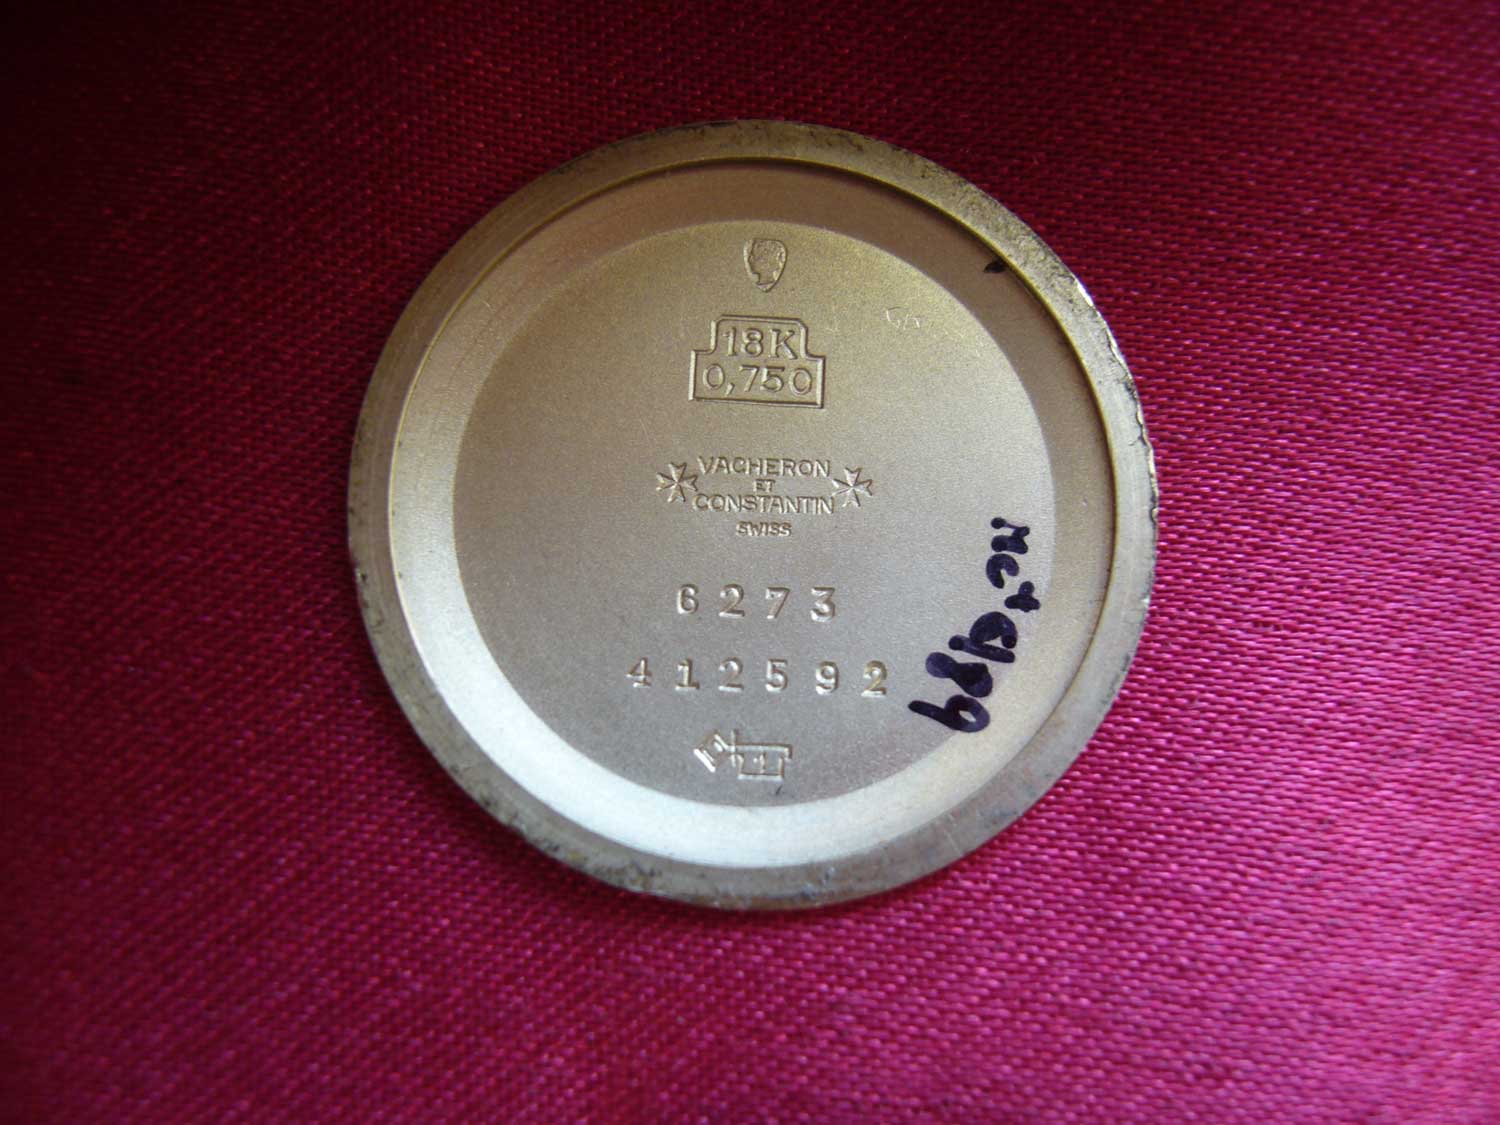 18K
0,750
VACHERON
ET
CONSTANTIN
SWISS
6273
412592